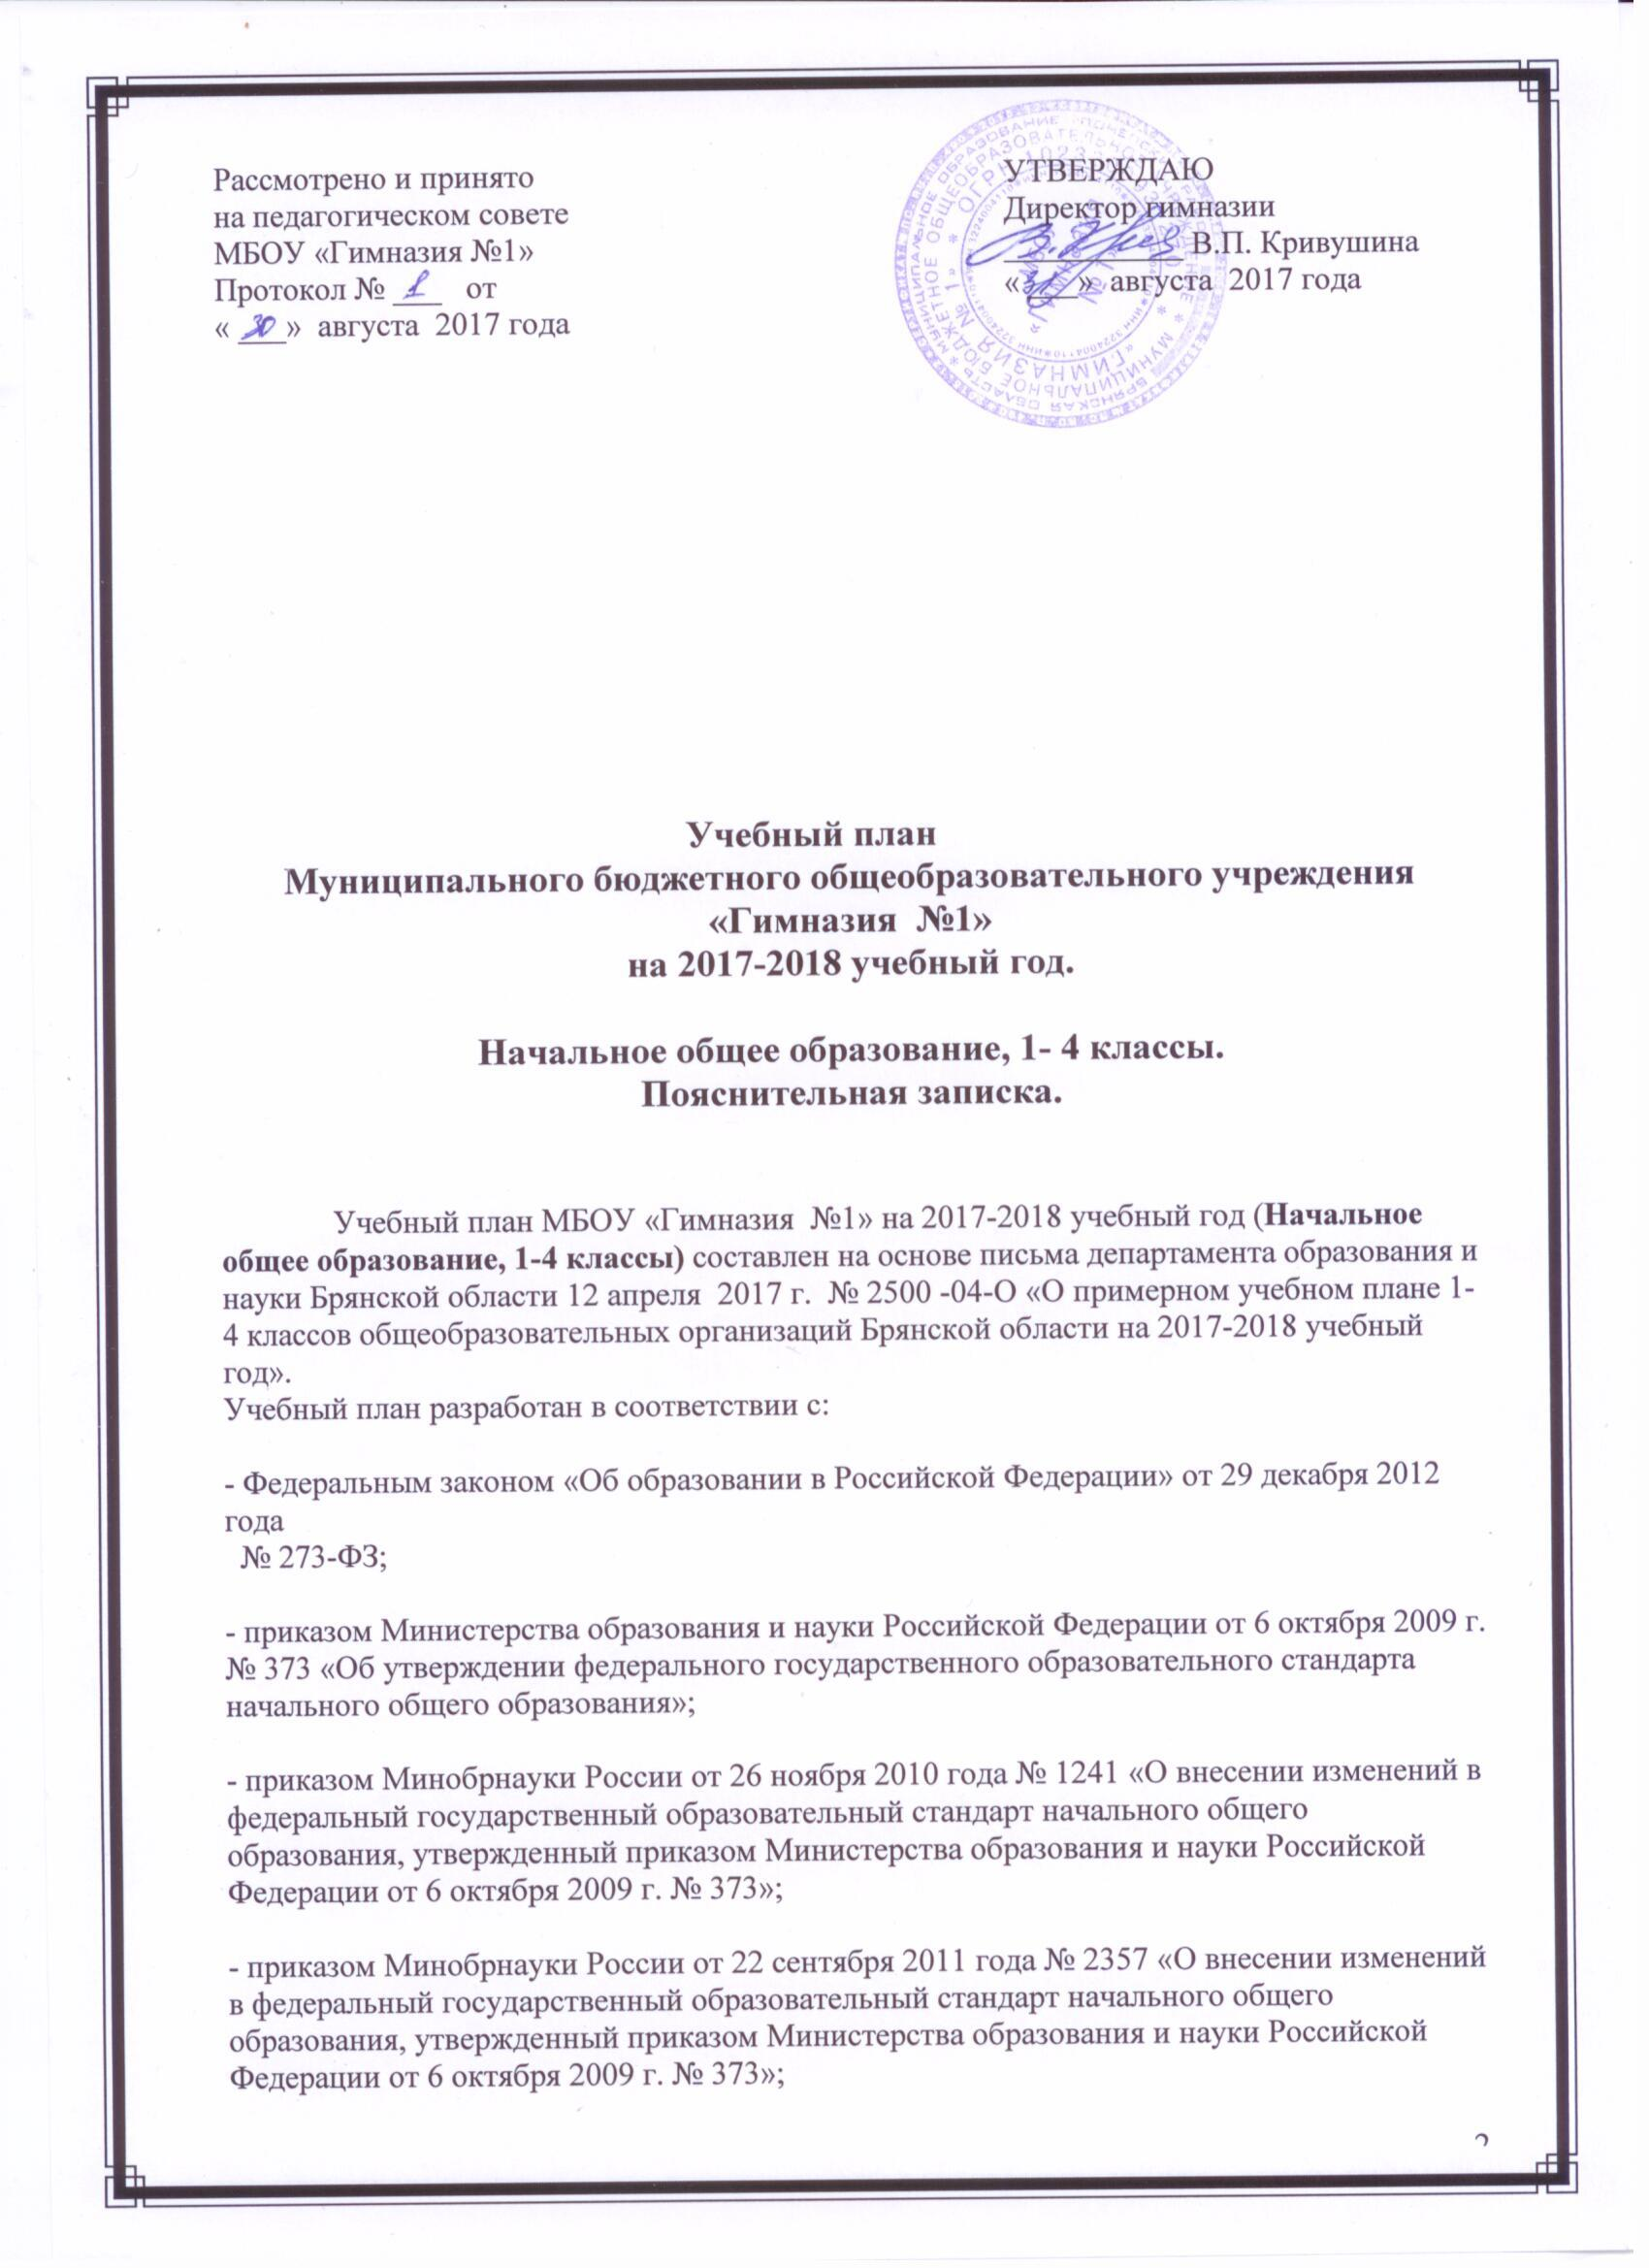 Рассмотрено и принято
на педагогическом совете
МБОУ «Гимназия №1»
Протокол № 1 от
« 30 » августа 2017 года
УТВЕРЖДАЮ
Директор гимназии
В.П. Кривушина
« 31 » августа 2017 года
Учебный план
Муниципального бюджетного общеобразовательного учреждения
«Гимназия №1»
на 2017-2018 учебный год.
Начальное общее образование, 1- 4 классы.
Пояснительная записка.
Учебный план МБОУ «Гимназия №1» на 2017-2018 учебный год (Начальное
общее образование, 1-4 классы) составлен на основе письма департамента образования и
науки Брянской области 12 апреля 2017 г. № 2500 -04-О «О примерном учебном плане 1-
4 классов общеобразовательных организаций Брянской области на 2017-2018 учебный
год».
Учебный план разработан в соответствии с:
- Федеральным законом «Об образовании в Российской Федерации» от 29 декабря 2012
года
№ 273-ФЗ;
- приказом Министерства образования и науки Российской Федерации от 6 октября 2009 г.
№ 373 «Об утверждении федерального государственного образовательного стандарта
начального общего образования»;
- приказом Минобрнауки России от 26 ноября 2010 года № 1241 «О внесении изменений в
федеральный государственный образовательный стандарт начального общего
образования, утвержденный приказом Министерства образования и науки Российской
Федерации от 6 октября 2009 г. № 373»;
- приказом Минобрнауки России от 22 сентября 2011 года № 2357 «О внесении изменений
в федеральный государственный образовательный стандарт начального общего
образования, утвержденный приказом Министерства образования и науки Российской
Федерации от 6 октября 2009 г. № 373»;